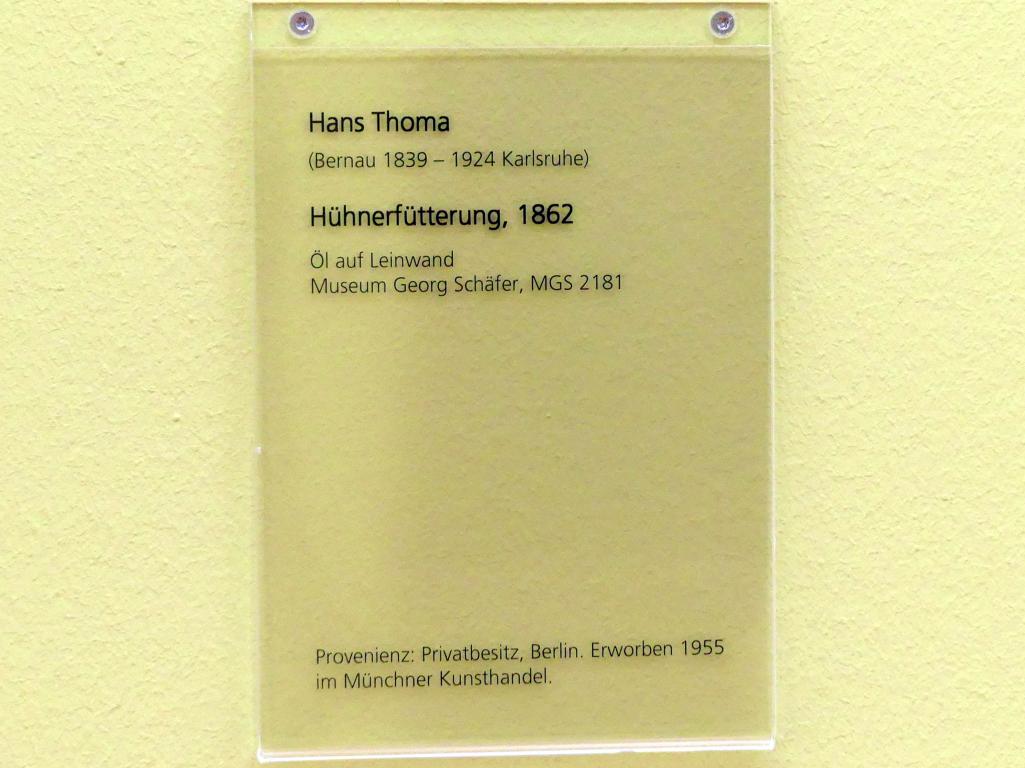 Hans Thoma
(Bernau 1839 – 1924 Karlsruhe)
Hühnerfütterung, 1862
Öl auf Leinwand
Museum Georg Schäfer, MGS 2181
Provenienz: Privatbesitz, Berlin. Erworben 1955
im Münchner Kunsthandel.